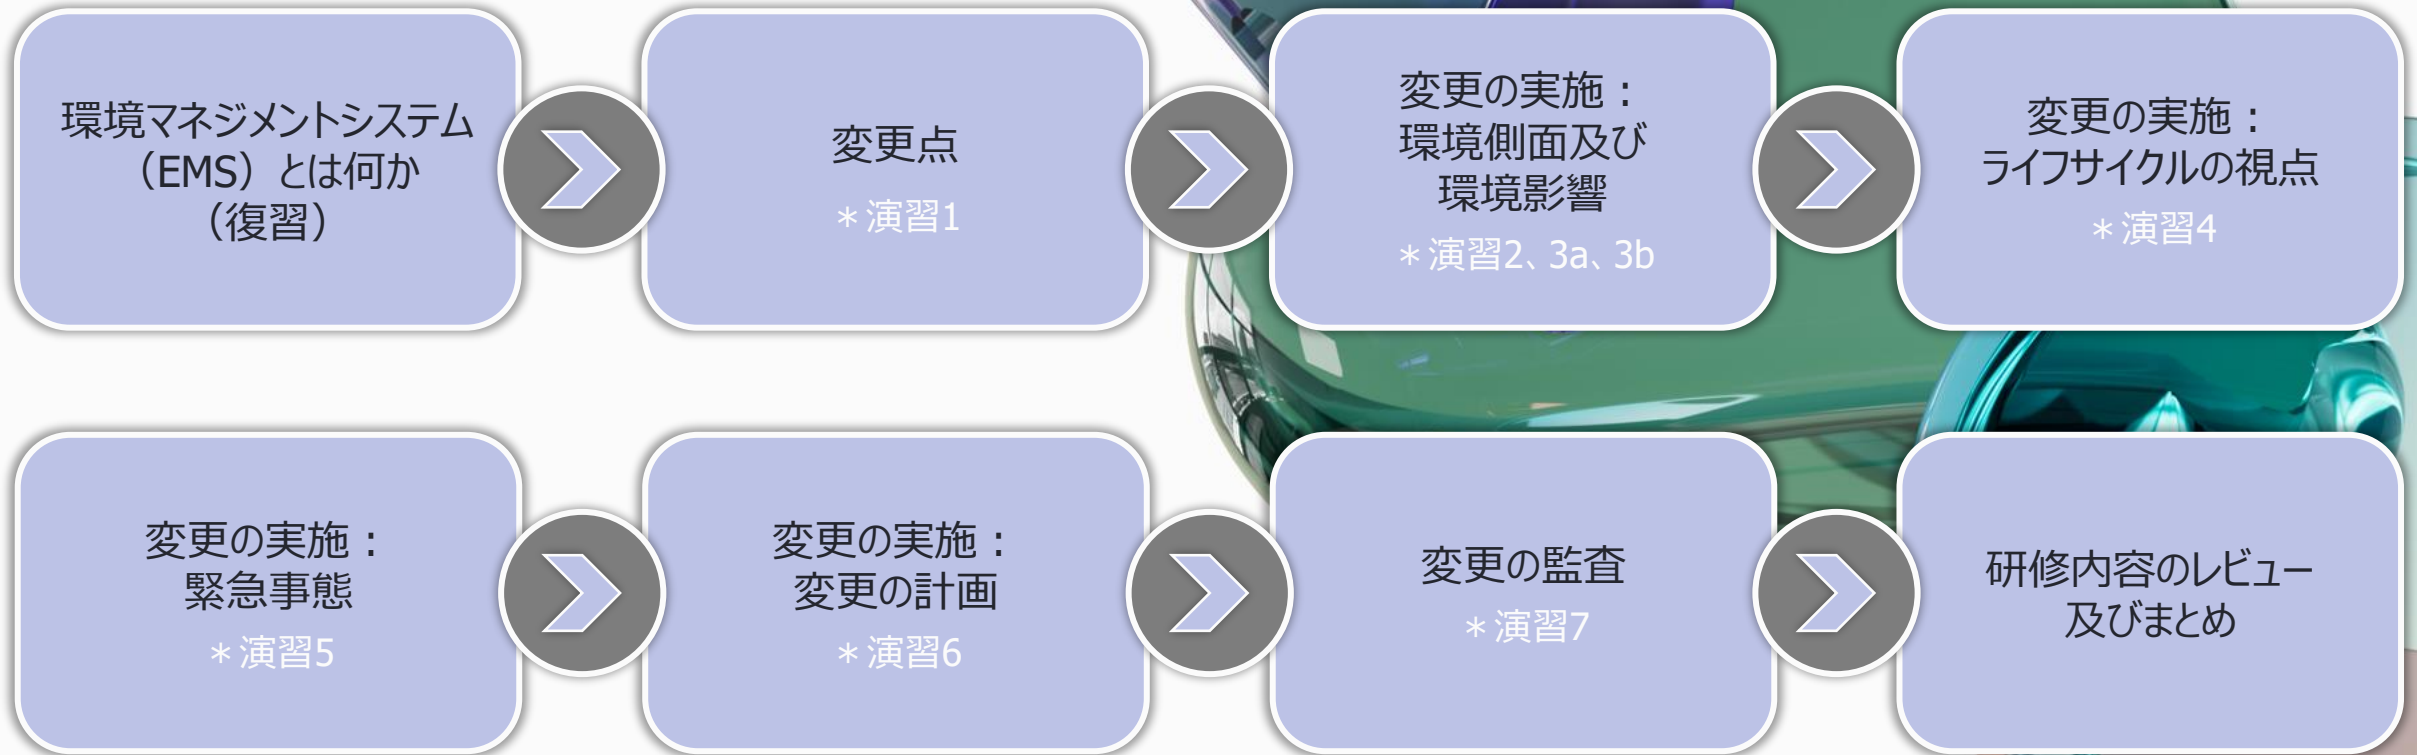 環境マネジメントシステム
（EMS）とは何か
（復習）
変更点
＊演習1
変更の実施：
環境側面及び
環境影響
＊演習2、3a、3b
変更の実施：
ライフサイクルの視点
＊演習4
変更の実施：
緊急事態
＊演習5
変更の実施：
変更の計画
＊演習6
変更の監査
＊演習7
研修内容のレビュー
及びまとめ